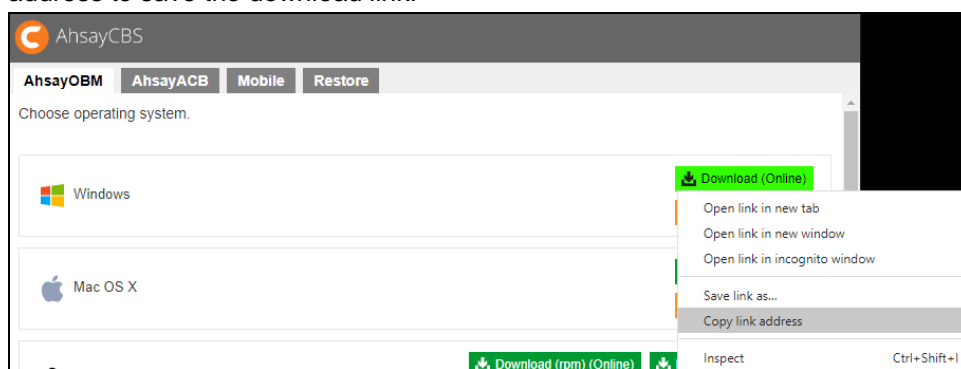 address to save the download link.
AhsayCBS
AhsayOBM AhsayACB Mobile Restore
Choose operating system.
Windows
Download (Online)
Open link in new tab
Open link in new window
Open link in incognito window
Mac OS X
Save link as...
Copy link address
Download (rpm) (Online)
Inspect Ctrl+Shift+I